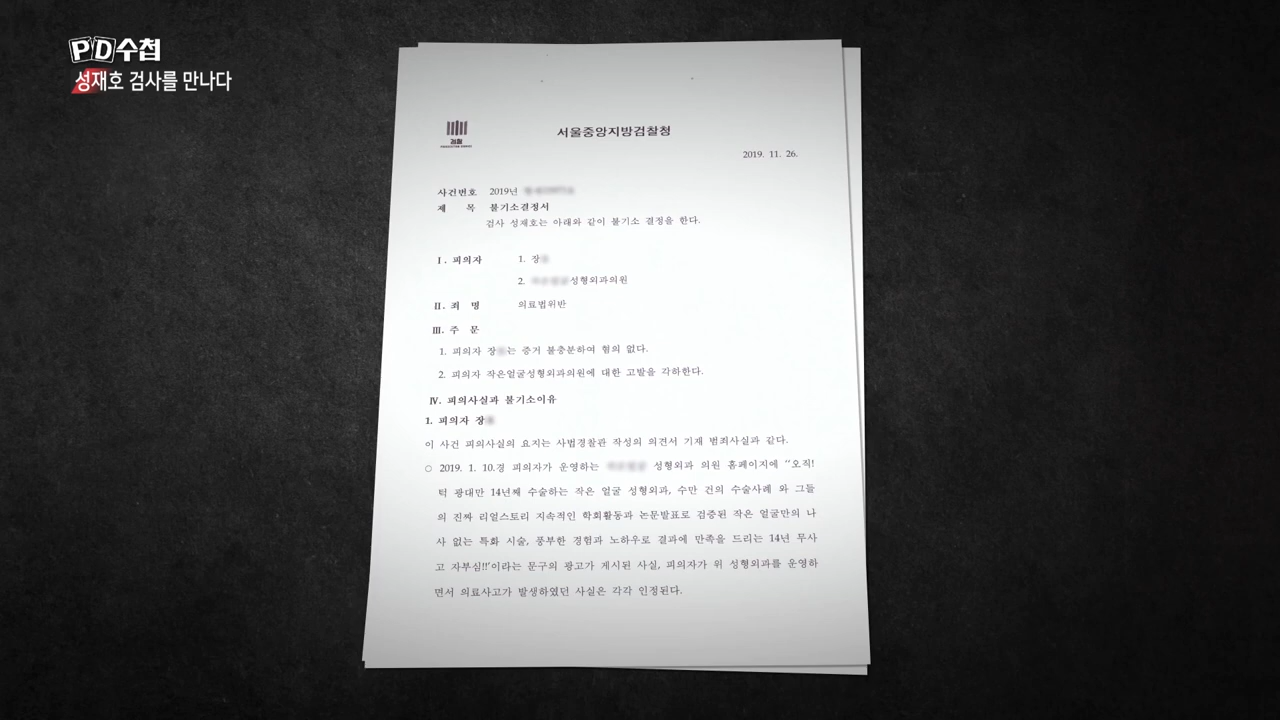 PD수첩
성재호 검사를 만나다
검찰
서울중앙지방검찰청
2019. 11. 26.
사건번호 2019년
제 목 불기소결정서
검사 성재호는 아래와 같이 불기소 결정을 한다.
Ⅰ. 피의자 1. 장
2. 성형외과의원
Ⅱ. 죄 명 의료법위반
Ⅲ. 주 문
1. 피의자 장 는 증거 불충분하여 혐의 없다.
2. 피의자 작은얼굴성형외과의원에 대한 고발을 각하한다.
Ⅳ. 피의사실과 불기소이유
1. 피의자 장
이 사건 피의사실의 요지는 사법경찰관 작성의 의견서 기재 범죄사실과 같다.
○ 2019. 1. 10.경 피의자가 운영하는 성형외과 의원 홈페이지에 “오직!
턱 광대만 14년째 수술하는 작은 얼굴 성형외과, 수만 건의 수술사례 와 그들
의 진짜 리얼스토리 지속적인 학회활동과 논문발표로 검증된 작은 얼굴만의 나
사 없는 특화 시술, 풍부한 경험과 노하우로 결과에 만족을 드리는 14년 무사
고 자부심!!’이라는 문구의 광고가 게시된 사실, 피의자가 위 성형외과를 운영하
면서 의료사고가 발생하였던 사실은 각각 인정된다.